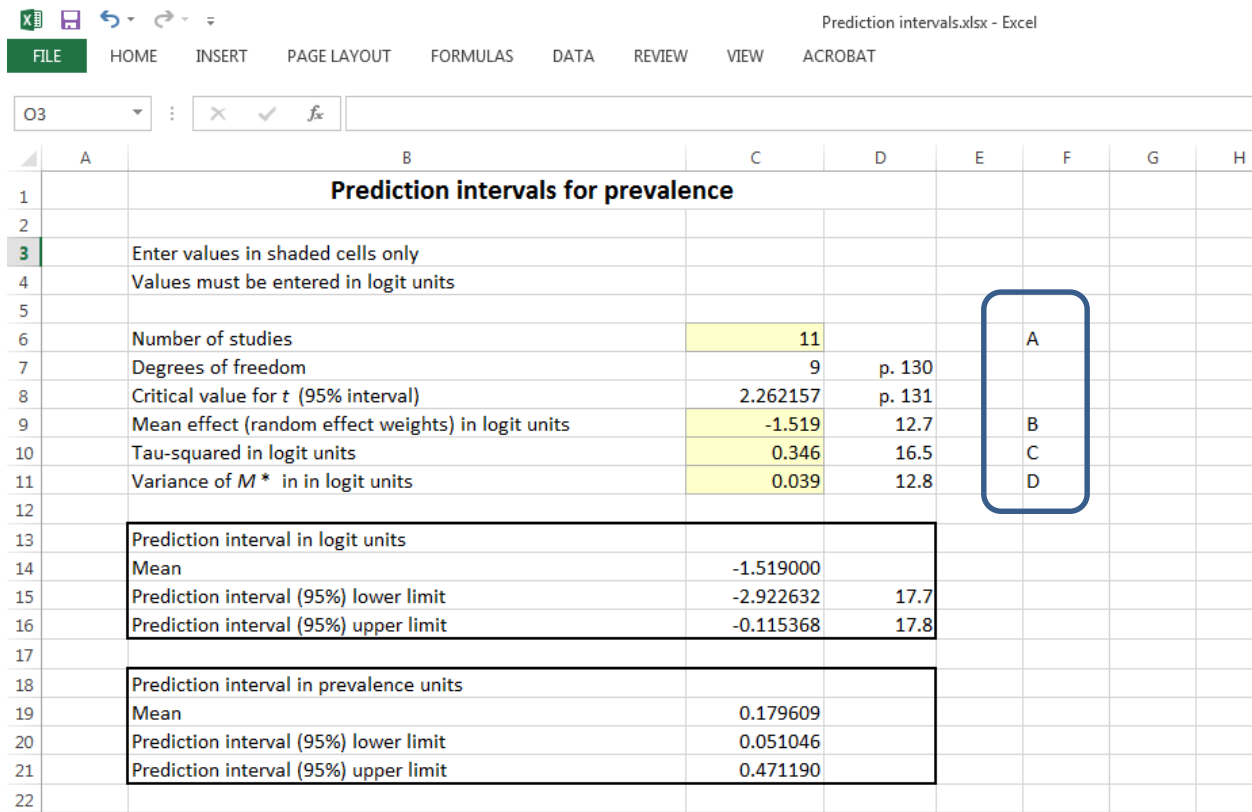 Prediction intervals.xlsx - Excel
FILE HOME INSERT PAGE LAYOUT FORMULAS DATA REVIEW VIEW ACROBAT
O3 fx
A B C D E F G H
1 Prediction intervals for prevalence
2
3 Enter values in shaded cells only
4 Values must be entered in logit units
5
6 Number of studies 11 A
7 Degrees of freedom 9 p. 130
8 Critical value for t (95% interval) 2.262157 p. 131
9 Mean effect (random effect weights) in logit units -1.519 12.7 B
10 Tau-squared in logit units 0.346 16.5 C
11 Variance of M * in in logit units 0.039 12.8 D
12
13 Prediction interval in logit units
14 Mean -1.519000
15 Prediction interval (95%) lower limit -2.922632 17.7
16 Prediction interval (95%) upper limit -0.115368 17.8
17
18 Prediction interval in prevalence units
19 Mean 0.179609
20 Prediction interval (95%) lower limit 0.051046
21 Prediction interval (95%) upper limit 0.471190
22